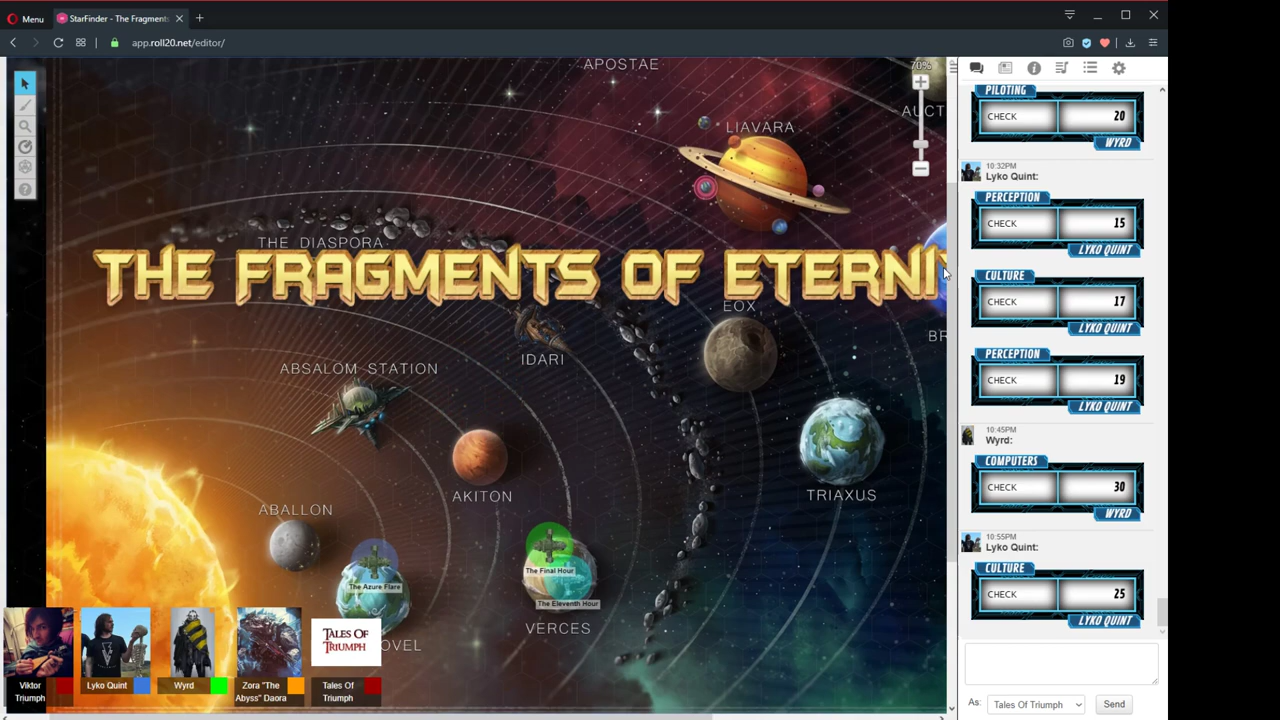 Menu
StarFinder - The Fragments
app.roll20.net/editor/
APOSTAE
70%
AUCT
LIAVARA
THE DIASPORA
THE FRAGMENTS OF ETERNI
EOX
BR
IDARI
ABSALOM STATION
AKITON
TRIAXUS
ABALLON
The Azure Flare
The Final Hour
The Eleventh Hour
VERCES
OVEL
TALES OF
TRIUMPH
Viktor
Triumph
Lyko Quint
Wyrd
Zora "The
Abyss" Daora
Tales Of
Triumph
PILOTING
CHECK 20
WYRD
10:32PM
Lyko Quint:
PERCEPTION
CHECK 15
LYKO QUINT
CULTURE
CHECK 17
LYKO QUINT
PERCEPTION
CHECK 19
LYKO QUINT
10:45PM
Wyrd:
COMPUTERS
CHECK 30
WYRD
10:55PM
Lyko Quint:
CULTURE
CHECK 25
LYKO QUINT
As: Tales Of Triumph Send